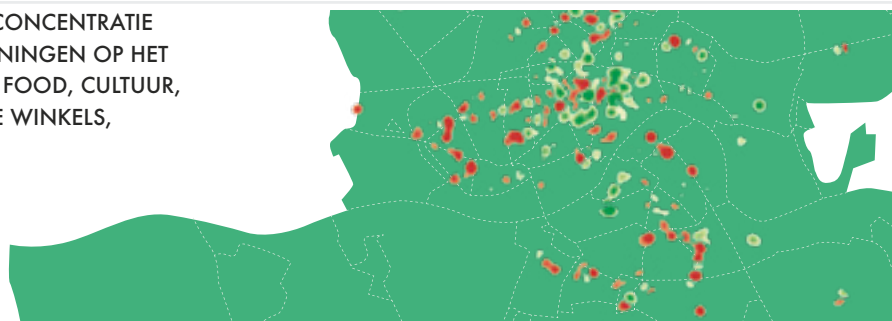 CONCENTRATIE
NINGEN OP HET
FOOD, CULTUUR,
E WINKELS,